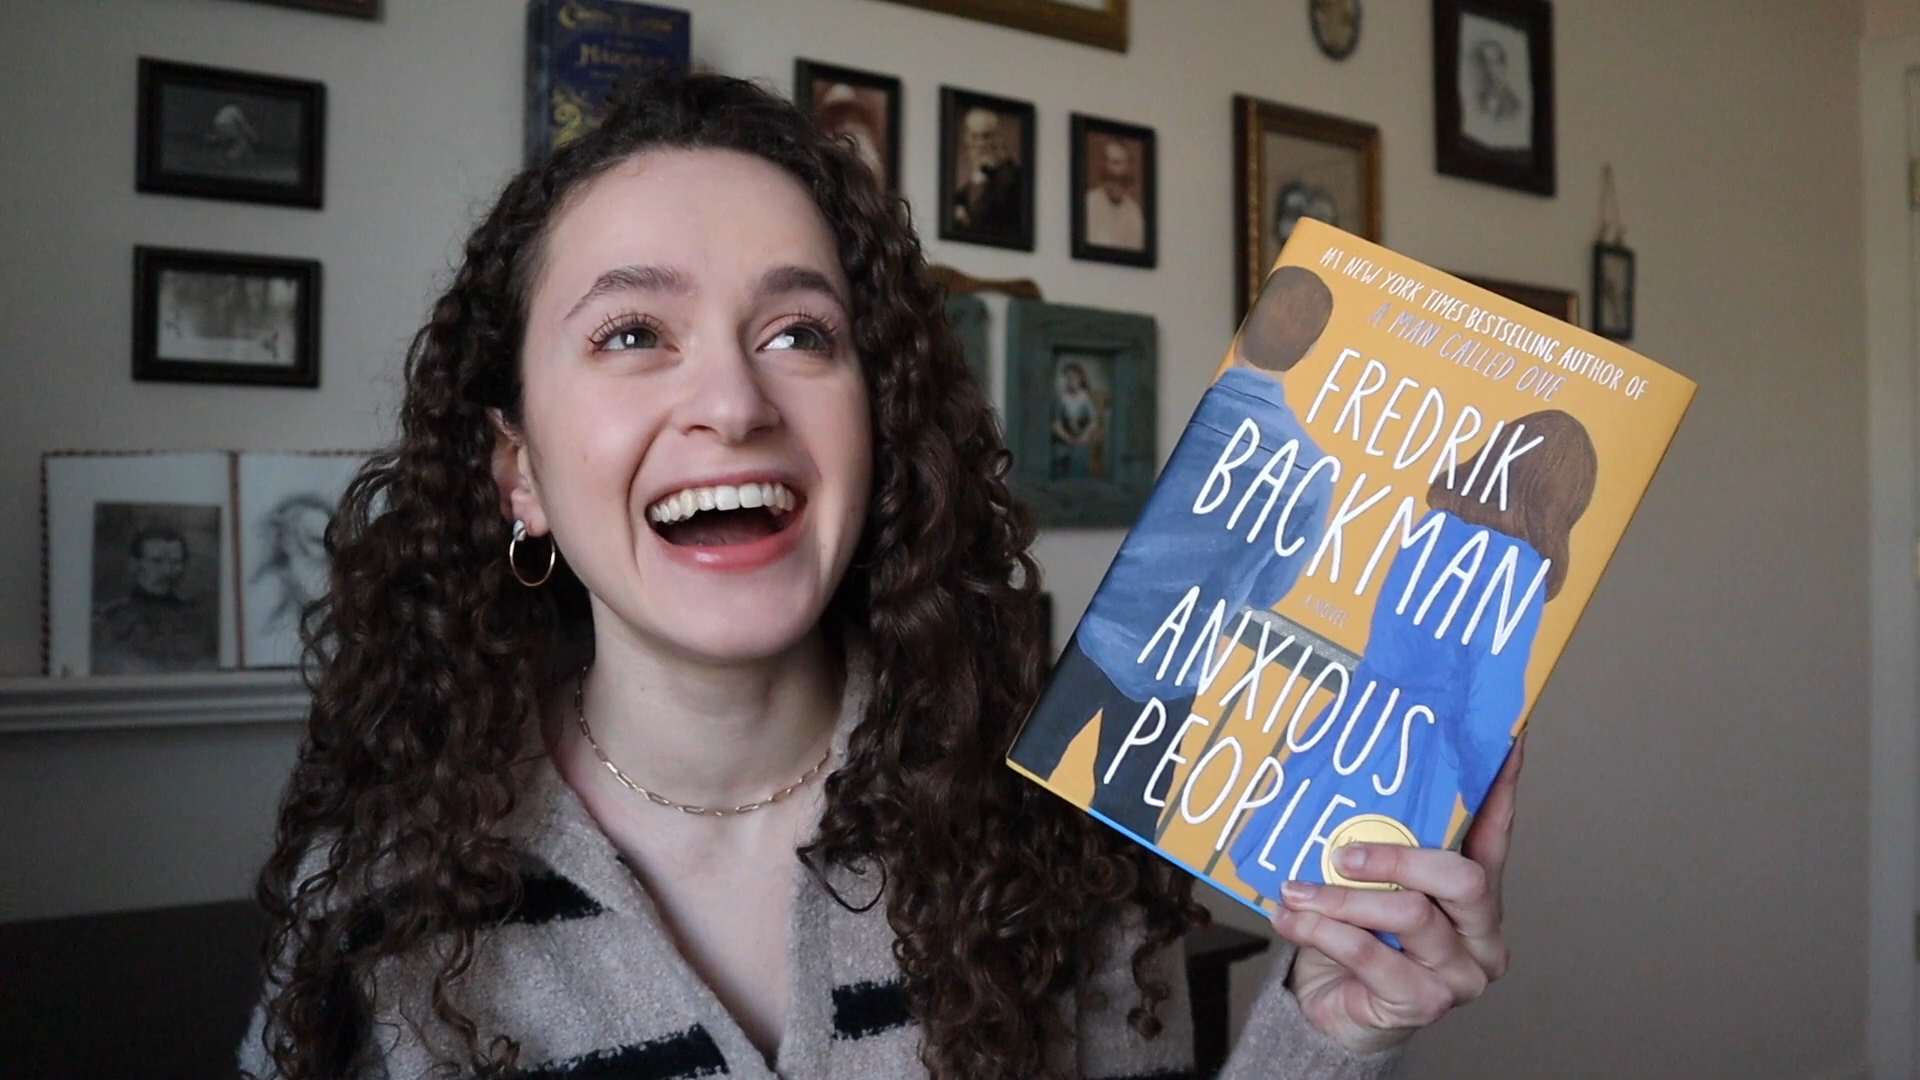 #1 NEW YORK TIMES BESTSELLING AUTHOR OF
A MAN CALLED OVE
FREDRIK
BACKMAN
A NOVEL
ANXIOUS
PEOPLE